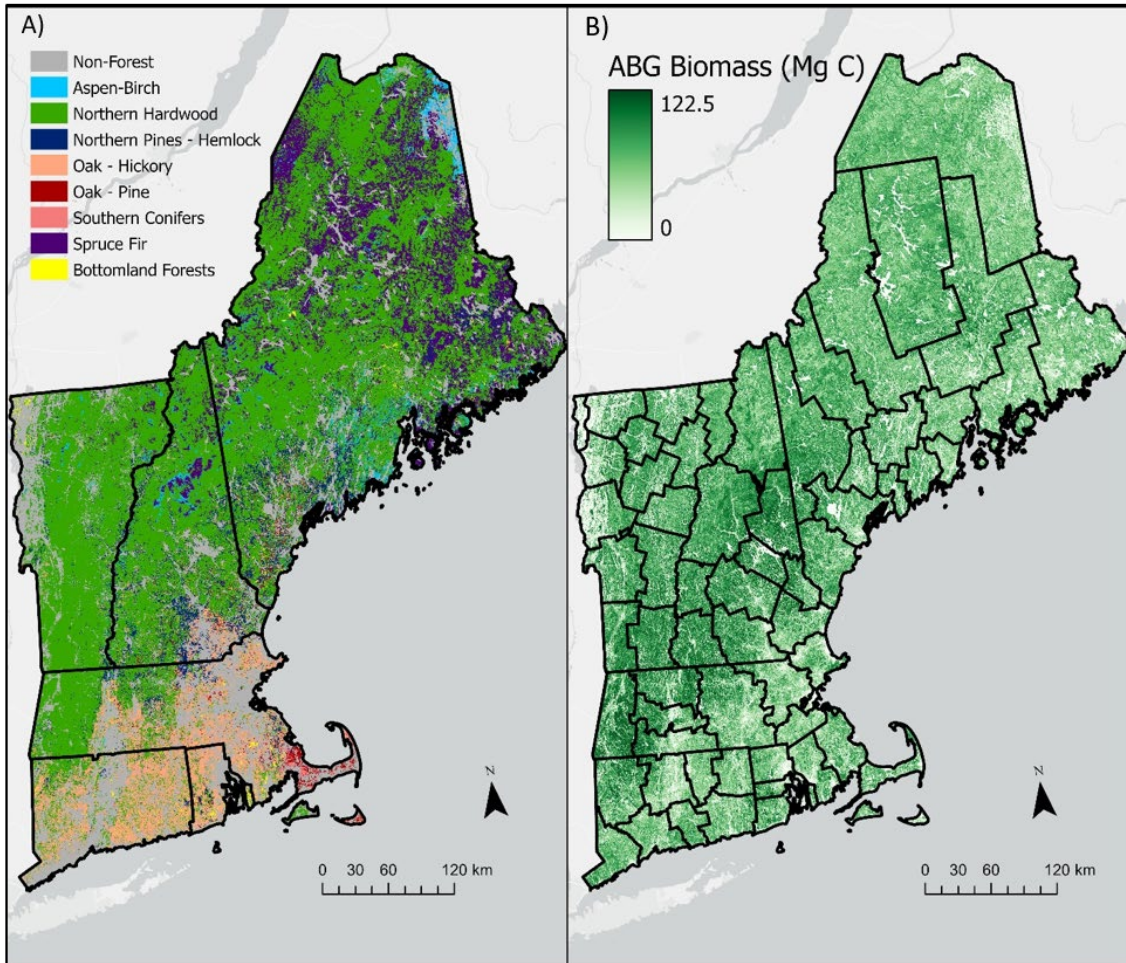 A)
Non-Forest
Aspen-Birch
Northern Hardwood
Northern Pines - Hemlock
Oak - Hickory
Oak - Pine
Southern Conifers
Spruce Fir
Bottomland Forests
N
0 30 60 120 km
B)
ABG Biomass (Mg C)
122.5
0
N
0 30 60 120 km